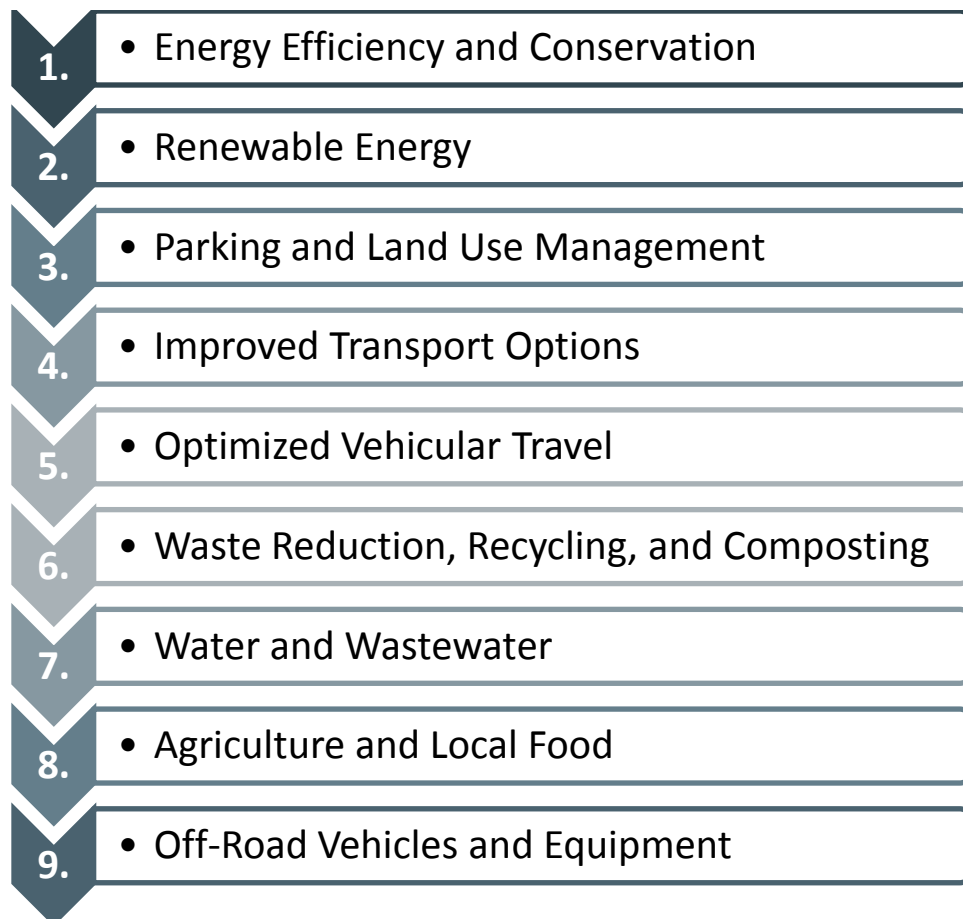 1. • Energy Efficiency and Conservation
2. • Renewable Energy
3. • Parking and Land Use Management
4. • Improved Transport Options
5. • Optimized Vehicular Travel
6. • Waste Reduction, Recycling, and Composting
7. • Water and Wastewater
8. • Agriculture and Local Food
9. • Off-Road Vehicles and Equipment